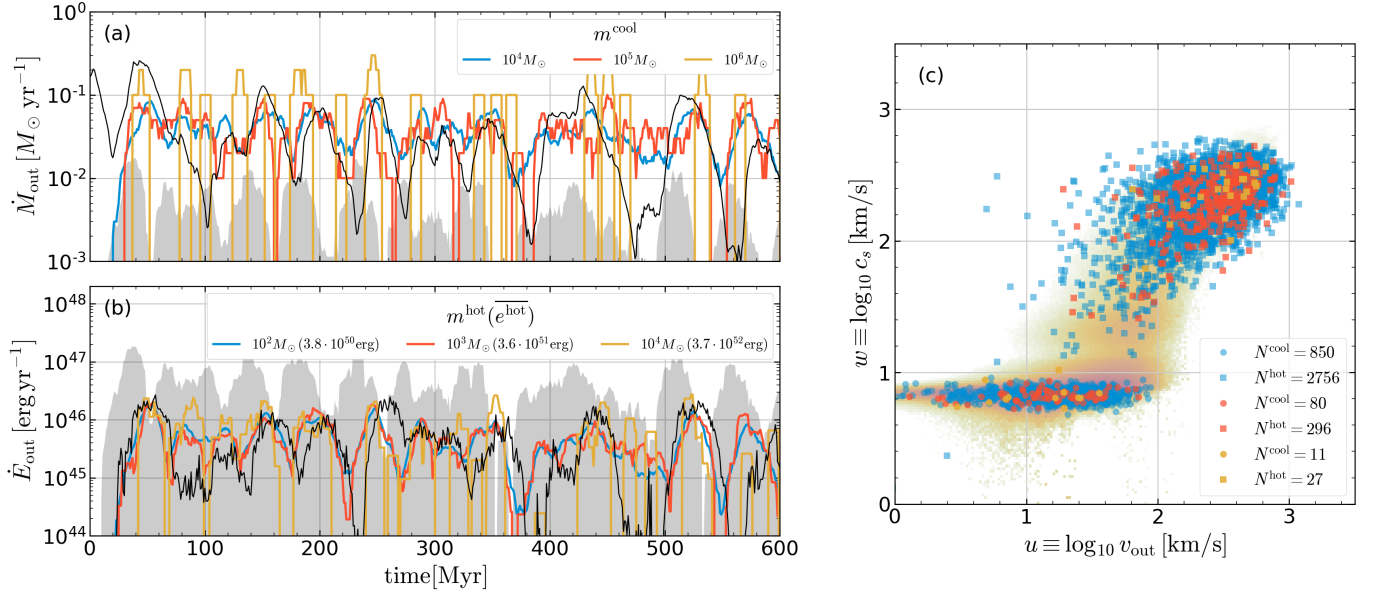 (a)
m^cool
10^4 M_⊙ 10^5 M_⊙ 10^6 M_⊙
10^0
10^-1
10^-2
10^-3
Ṁ_out [M_⊙ yr^-1]
(b)
m^hot(\overline{e^hot})
10^2 M_⊙(3.8 · 10^50 erg) 10^3 M_⊙(3.6 · 10^51 erg) 10^4 M_⊙(3.7 · 10^52 erg)
10^48
10^47
10^46
10^45
10^44
Ė_out [erg yr^-1]
0 100 200 300 400 500 600
time[Myr]
(c)
3
2
1
0
w ≡ log_10 c_s [km/s]
N^cool = 850
N^hot = 2756
N^cool = 80
N^hot = 296
N^cool = 11
N^hot = 27
0 1 2 3
u ≡ log_10 v_out [km/s]